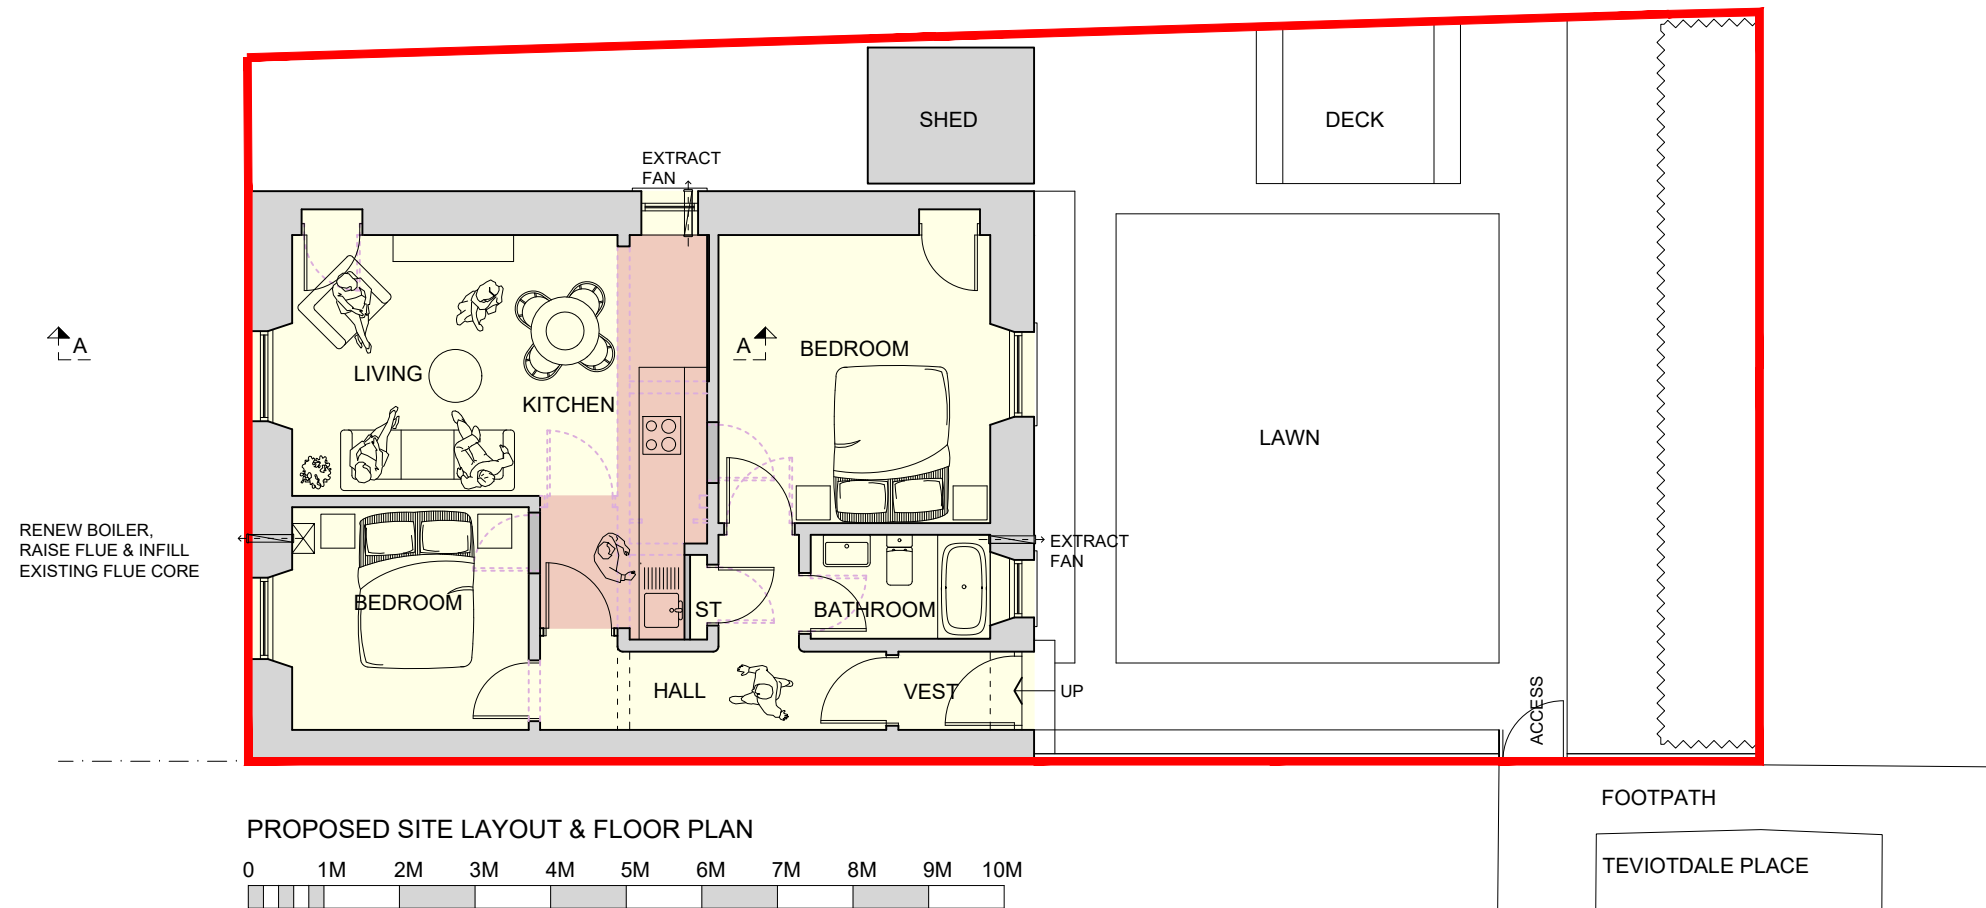 SHED
DECK
EXTRACT
FAN
A
A
BEDROOM
LIVING
KITCHEN
LAWN
RENEW BOILER,
RAISE FLUE & INFILL
EXISTING FLUE CORE
EXTRACT
FAN
BEDROOM
ST
BATHROOM
HALL
VEST
UP
ACCESS
FOOTPATH
PROPOSED SITE LAYOUT & FLOOR PLAN
TEVIOTDALE PLACE
0 1M 2M 3M 4M 5M 6M 7M 8M 9M 10M